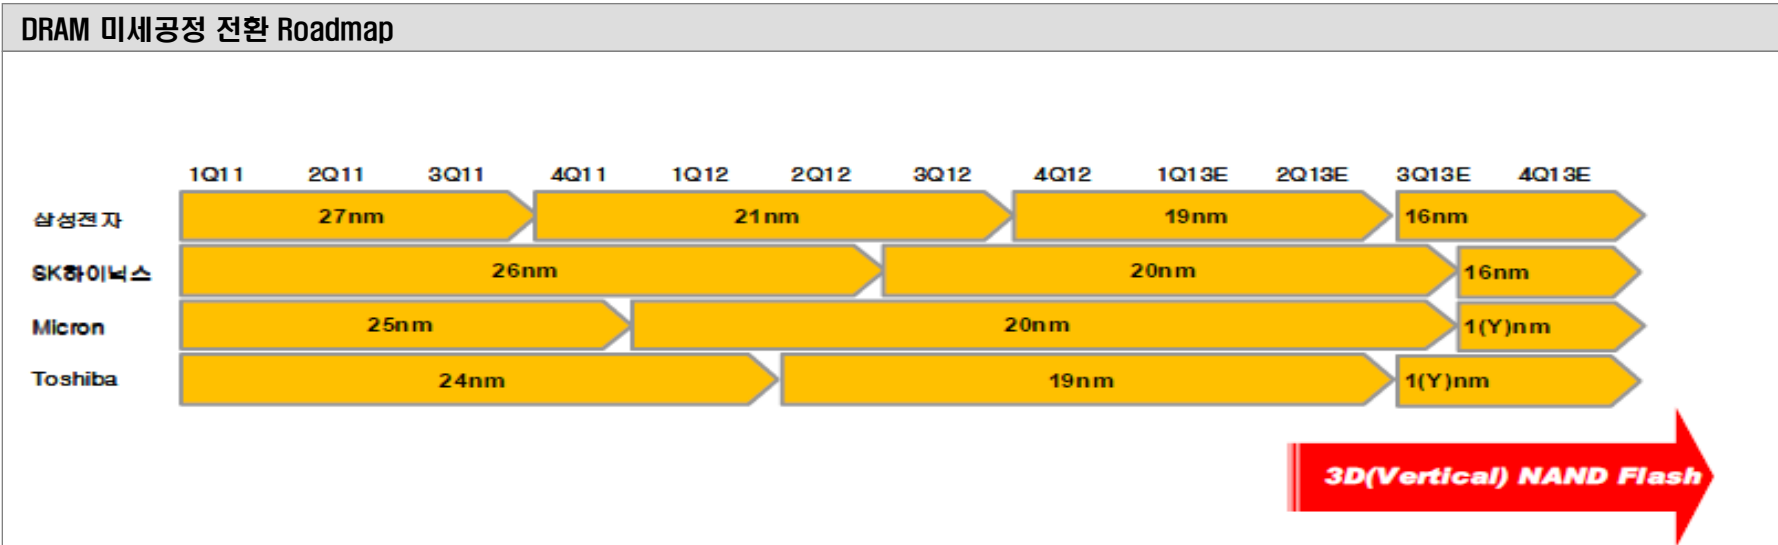 DRAM 미세공정 전환 Roadmap
1Q11 2Q11 3Q11 4Q11 1Q12 2Q12 3Q12 4Q12 1Q13E 2Q13E 3Q13E 4Q13E
삼성전자 27nm 21nm 19nm 16nm
SK하이닉스 26nm 20nm 16nm
Micron 25nm 20nm 1(Y)nm
Toshiba 24nm 19nm 1(Y)nm
3D(Vertical) NAND Flash